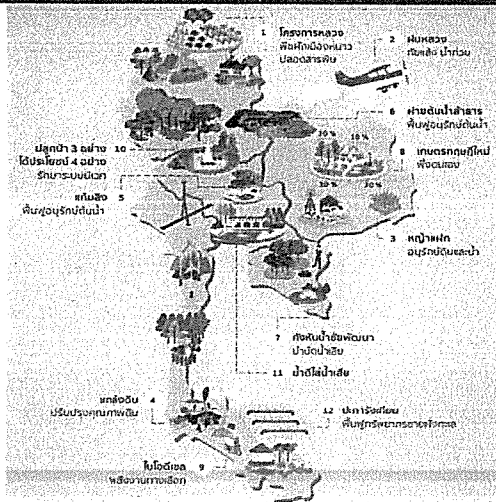 1 โครงการหลวง
พืชผักเมืองหนาว
ปลอดสารพิษ
2 ฝนหลวง
ภัยแล้ง น้ำท่วม
6 ฝายต้นน้ำลำธาร
ฟื้นฟูอนุรักษ์ต้นน้ำ
ปลูกป่า 3 อย่าง 10
ได้ประโยชน์ 4 อย่าง
รักษาระบบนิเวศ
30% 10%
30% 30%
8 เกษตรทฤษฎีใหม่
พึ่งตนเอง
แก้มลิง 5
ฟื้นฟูอนุรักษ์ต้นน้ำ
3 หญ้าแฝก
อนุรักษ์ดินและน้ำ
7 กังหันน้ำชัยพัฒนา
บำบัดน้ำเสีย
11 น้ำดีไล่น้ำเสีย
แกล้งดิน 4
ปรับปรุงคุณภาพดิน
12 ปะการังเทียม
ฟื้นฟูทรัพยากรชายฝั่งทะเล
ไบโอดีเซล 9
พลังงานทางเลือก